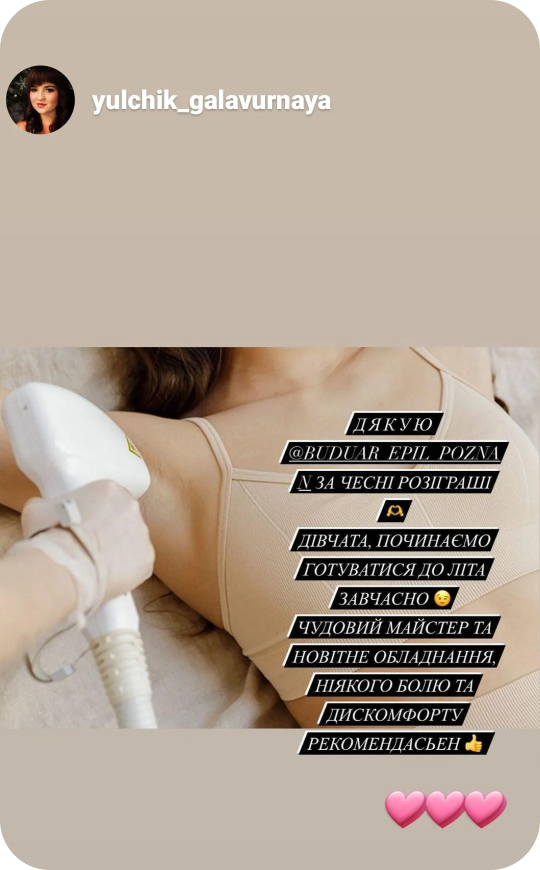 yulchik_galavurnaya
ДЯКУЮ
@BUDUAR_EPIL_POZNA
N ЗА ЧЕСНІ РОЗІГРАШІ
🫶
ДІВЧАТА, ПОЧИНАЄМО
ГОТУВАТИСЯ ДО ЛІТА
ЗАВЧАСНО 😉
ЧУДОВИЙ МАЙСТЕР ТА
НОВІТНЕ ОБЛАДНАННЯ,
НІЯКОГО БОЛЮ ТА
ДИСКОМФОРТУ
РЕКОМЕНДАСЬЕН 👍
🩷🩷🩷